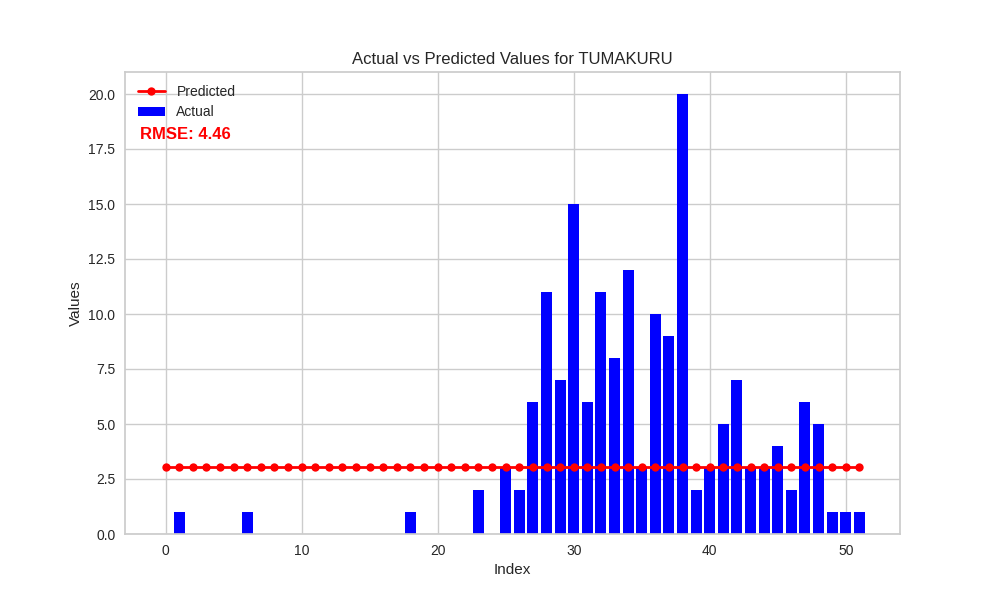 Actual vs Predicted Values for TUMAKURU
Predicted
Actual
RMSE: 4.46
20.0
17.5
15.0
12.5
10.0
7.5
5.0
2.5
0.0
Values
0 10 20 30 40 50
Index